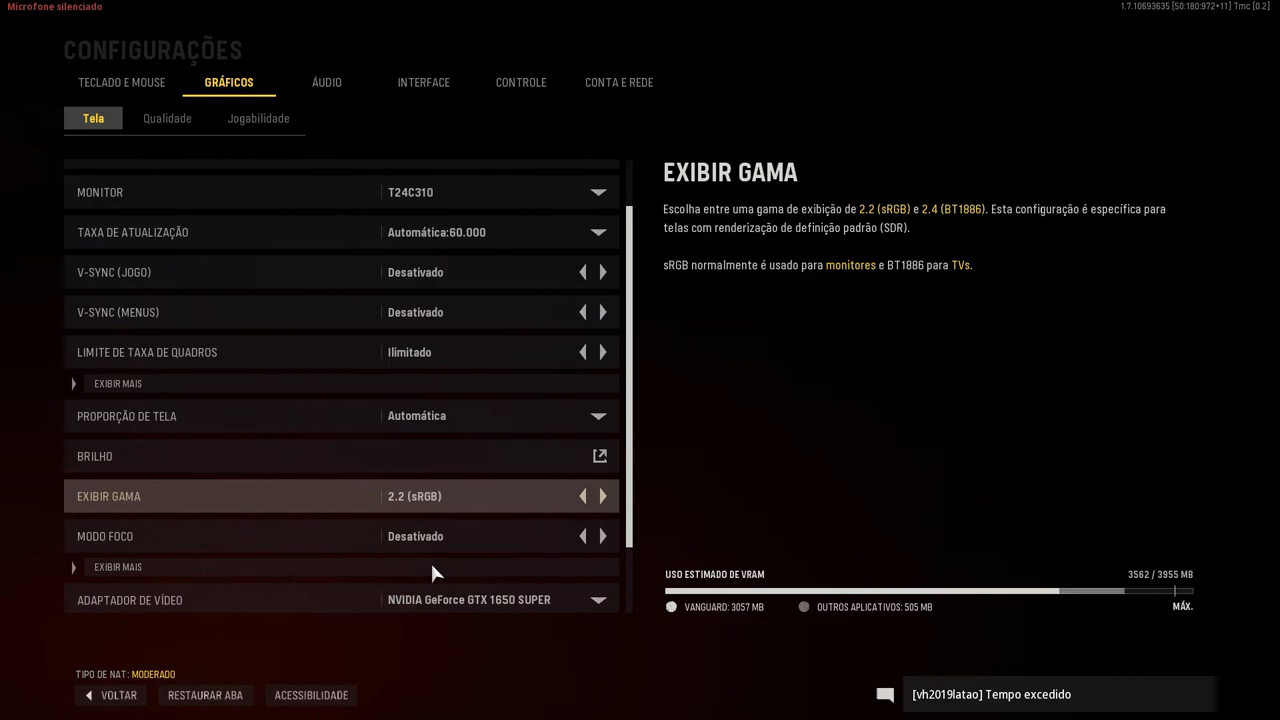 Microfone silenciado
1.7.10693635 [50:180:972+11] Tmc [0.2]
CONFIGURAÇÕES
TECLADO E MOUSE
GRÁFICOS
ÁUDIO
INTERFACE
CONTROLE
CONTA E REDE
Tela
Qualidade
Jogabilidade
MONITOR
T24C310
TAXA DE ATUALIZAÇÃO
Automática:60.000
V-SYNC (JOGO)
Desativado
V-SYNC (MENUS)
Desativado
LIMITE DE TAXA DE QUADROS
Ilimitado
EXIBIR MAIS
PROPORÇÃO DE TELA
Automática
BRILHO
EXIBIR GAMA
2.2 (sRGB)
MODO FOCO
Desativado
EXIBIR MAIS
ADAPTADOR DE VÍDEO
NVIDIA GeForce GTX 1650 SUPER
EXIBIR GAMA
Escolha entre uma gama de exibição de 2.2 (sRGB) e 2.4 (BT1886). Esta configuração é específica para
telas com renderização de definição padrão (SDR).
sRGB normalmente é usado para monitores e BT1886 para TVs.
USO ESTIMADO DE VRAM
3562 / 3955 MB
VANGUARD: 3057 MB
OUTROS APLICATIVOS: 505 MB
MÁX.
TIPO DE NAT: MODERADO
VOLTAR
RESTAURAR ABA
ACESSIBILIDADE
[vh2019latao] Tempo excedido